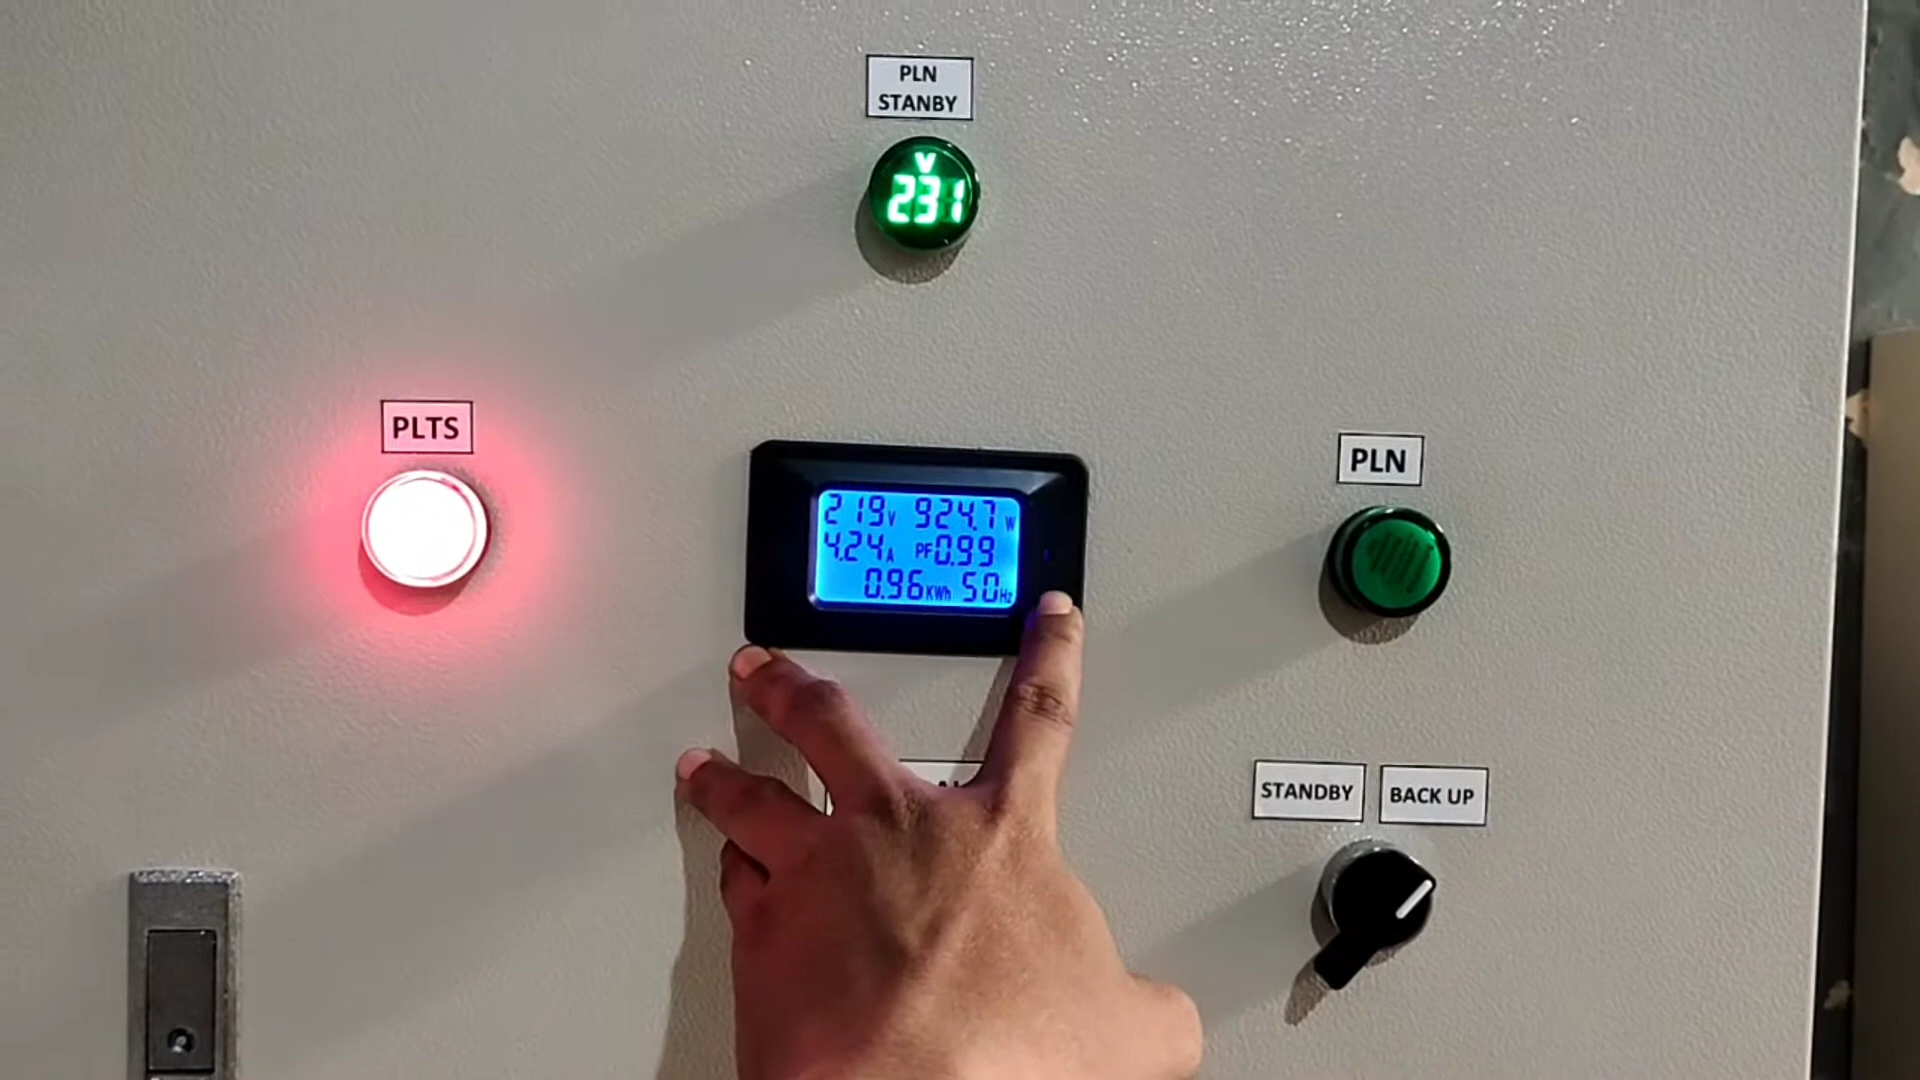 PLN
STANBY
V
231
PLTS
219V 924.7W
4.24A PF0.99
0.96KWh 50Hz
PLN
STANDBY
BACK UP